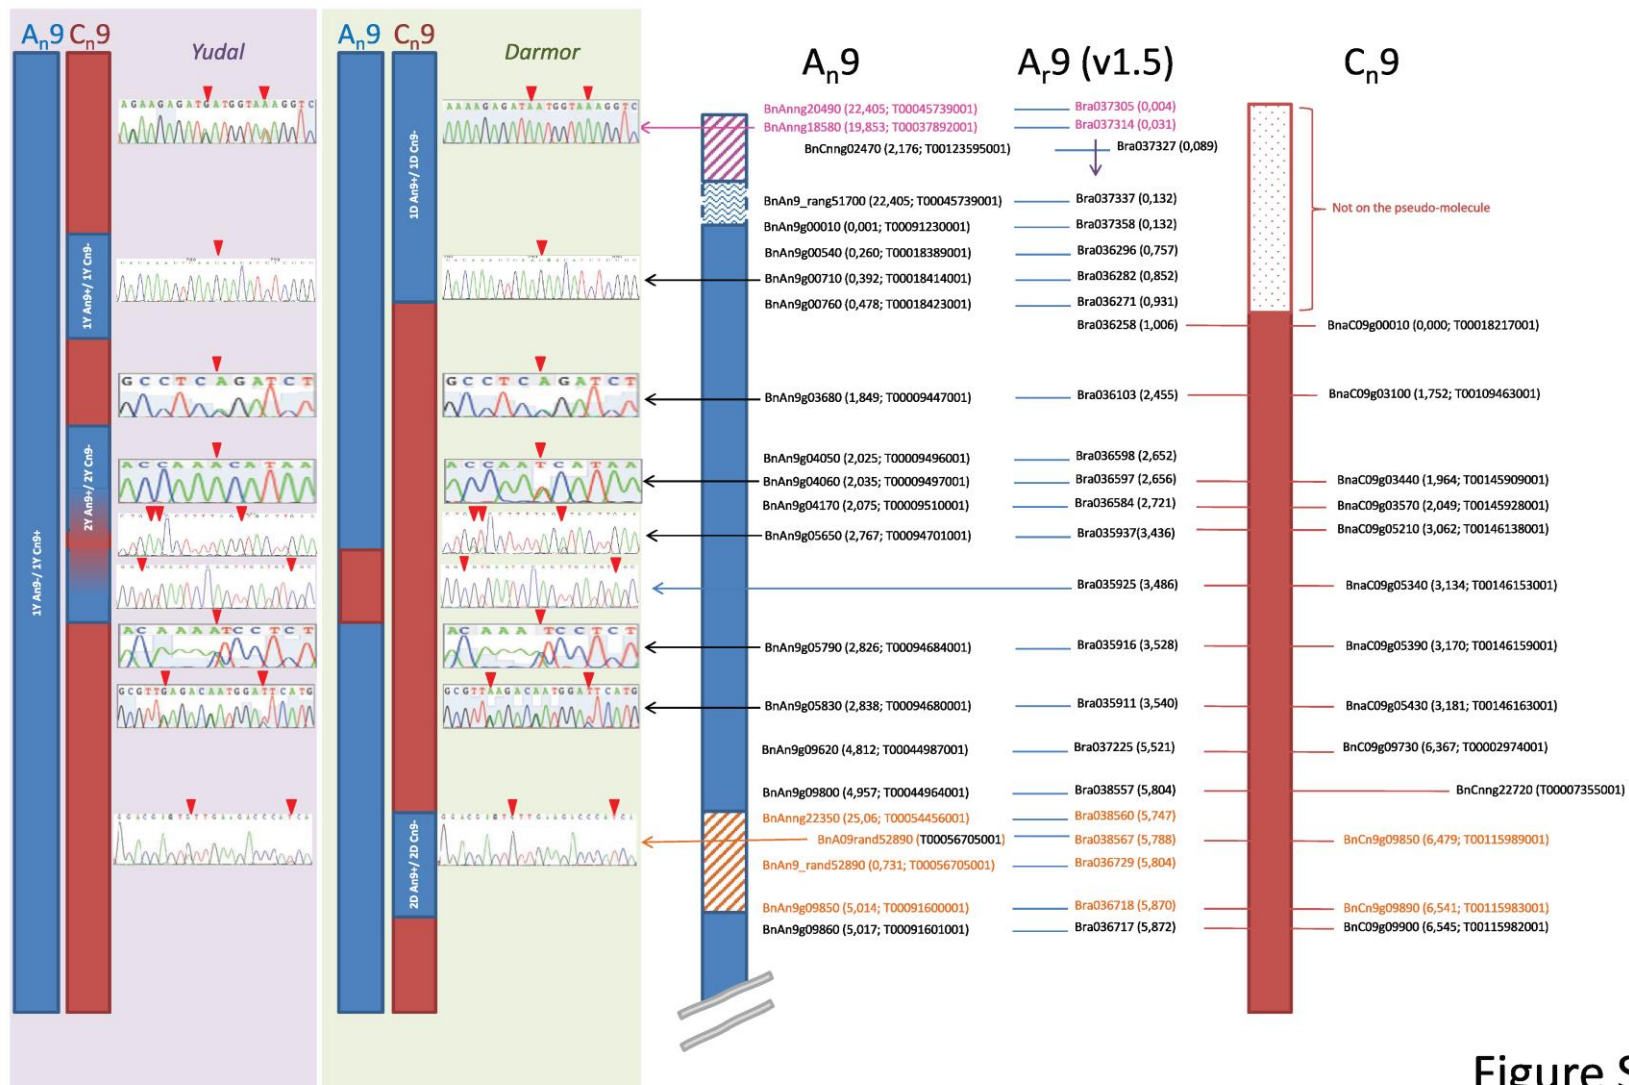 An9 Cn9
Yudal
An9 Cn9
Darmor
1Y An9-/ 1Y Cn9+
1Y An9+/ 1Y Cn9-
2Y An9+/ 2Y Cn9-
AGAAGAGATGATGGTAAAGGTC
GCCTCAGATCT
ACCAAACATAA
ACAAAATCCTCT
GCGTTGAGACAATGGATTCATG
1D An9+/ 1D Cn9-
2D An9+/ 2D Cn9-
AAAAGAGATAATGGTAAAGGTC
GCCTCAGATCT
ACCAATCATAA
ACAAATCCTCT
GCGTTAAGACAATGGATTCATG
An9
Ar9 (v1.5)
Cn9
BnAnng20490 (22,405; T00045739001)
Bra037305 (0,004)
BnAnng18580 (19,853; T00037892001)
Bra037314 (0,031)
BnCnng02470 (2,176; T00123595001)
Bra037327 (0,089)
BnAn9_rang51700 (22,405; T00045739001)
Bra037337 (0,132)
Not on the pseudo-molecule
BnAn9g00010 (0,001; T00091230001)
Bra037358 (0,132)
BnAn9g00540 (0,260; T00018389001)
Bra036296 (0,757)
BnAn9g00710 (0,392; T00018414001)
Bra036282 (0,852)
BnAn9g00760 (0,478; T00018423001)
Bra036271 (0,931)
Bra036258 (1,006)
BnaC09g00010 (0,000; T00018217001)
BnAn9g03680 (1,849; T00009447001)
Bra036103 (2,455)
BnaC09g03100 (1,752; T00109463001)
BnAn9g04050 (2,025; T00009496001)
Bra036598 (2,652)
BnAn9g04060 (2,035; T00009497001)
Bra036597 (2,656)
BnaC09g03440 (1,964; T00145909001)
BnAn9g04170 (2,075; T00009510001)
Bra036584 (2,721)
BnaC09g03570 (2,049; T00145928001)
BnAn9g05650 (2,767; T00094701001)
Bra035937(3,436)
BnaC09g05210 (3,062; T00146138001)
Bra035925 (3,486)
BnaC09g05340 (3,134; T00146153001)
BnAn9g05790 (2,826; T00094684001)
Bra035916 (3,528)
BnaC09g05390 (3,170; T00146159001)
BnAn9g05830 (2,838; T00094680001)
Bra035911 (3,540)
BnaC09g05430 (3,181; T00146163001)
BnAn9g09620 (4,812; T00044987001)
Bra037225 (5,521)
BnC09g09730 (6,367; T00002974001)
BnAn9g09800 (4,957; T00044964001)
Bra038557 (5,804)
BnCnng22720 (T00007355001)
BnAnng22350 (25,06; T00054456001)
Bra038560 (5,747)
BnA09rand52890 (T00056705001)
Bra038567 (5,788)
BnCn9g09850 (6,479; T00115989001)
BnAn9_rand52890 (0,731; T00056705001)
Bra036729 (5,804)
BnAn9g09850 (5,014; T00091600001)
Bra036718 (5,870)
BnCn9g09890 (6,541; T00115983001)
BnAn9g09860 (5,017; T00091601001)
Bra036717 (5,872)
BnC09g09900 (6,545; T00115982001)
Figure S